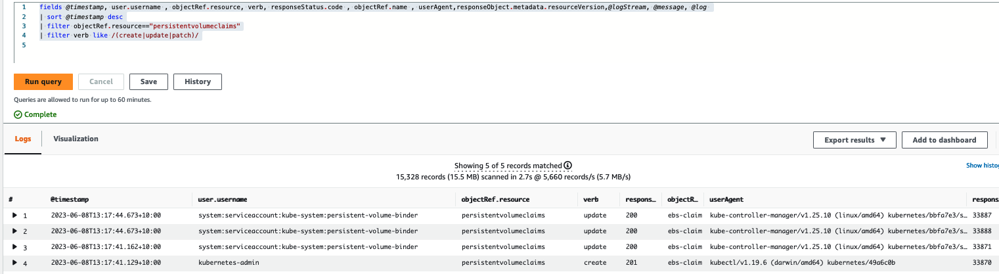 1 fields @timestamp, user.username , objectRef.resource, verb, responseStatus.code , objectRef.name , userAgent,responseObject.metadata.resourceVersion,@logStream, @message, @log
2 | sort @timestamp desc
3 | filter objectRef.resource=="persistentvolumeclaims"
4 | filter verb like /(create|update|patch)/
5
Run query Cancel Save History
Queries are allowed to run for up to 60 minutes.
Complete
Logs Visualization Export results Add to dashboard
Showing 5 of 5 records matched
Show histog
15,328 records (15.5 MB) scanned in 2.7s @ 5,660 records/s (5.7 MB/s)
# @timestamp user.username objectRef.resource verb respons… objectR… userAgent respons
1 2023-06-08T13:17:44.673+10:00 system:serviceaccount:kube-system:persistent-volume-binder persistentvolumeclaims update 200 ebs-claim kube-controller-manager/v1.25.10 (linux/amd64) kubernetes/bbfa7e3/s… 33887
2 2023-06-08T13:17:44.673+10:00 system:serviceaccount:kube-system:persistent-volume-binder persistentvolumeclaims update 200 ebs-claim kube-controller-manager/v1.25.10 (linux/amd64) kubernetes/bbfa7e3/s… 33888
3 2023-06-08T13:17:41.162+10:00 system:serviceaccount:kube-system:persistent-volume-binder persistentvolumeclaims update 200 ebs-claim kube-controller-manager/v1.25.10 (linux/amd64) kubernetes/bbfa7e3/s… 33871
4 2023-06-08T13:17:41.129+10:00 kubernetes-admin persistentvolumeclaims create 201 ebs-claim kubectl/v1.19.6 (darwin/amd64) kubernetes/49a6c0b 33870